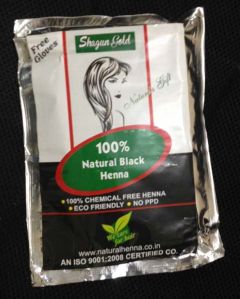 Free
Gloves
Shagun Gold
Nature's Gift
100%
Natural Black
Henna
•100% CHEMICAL FREE HENNA
•ECO FRIENDLY •NO PPD
www.naturalhenna.co.in
AN ISO 9001:2008 CERTIFIED CO.